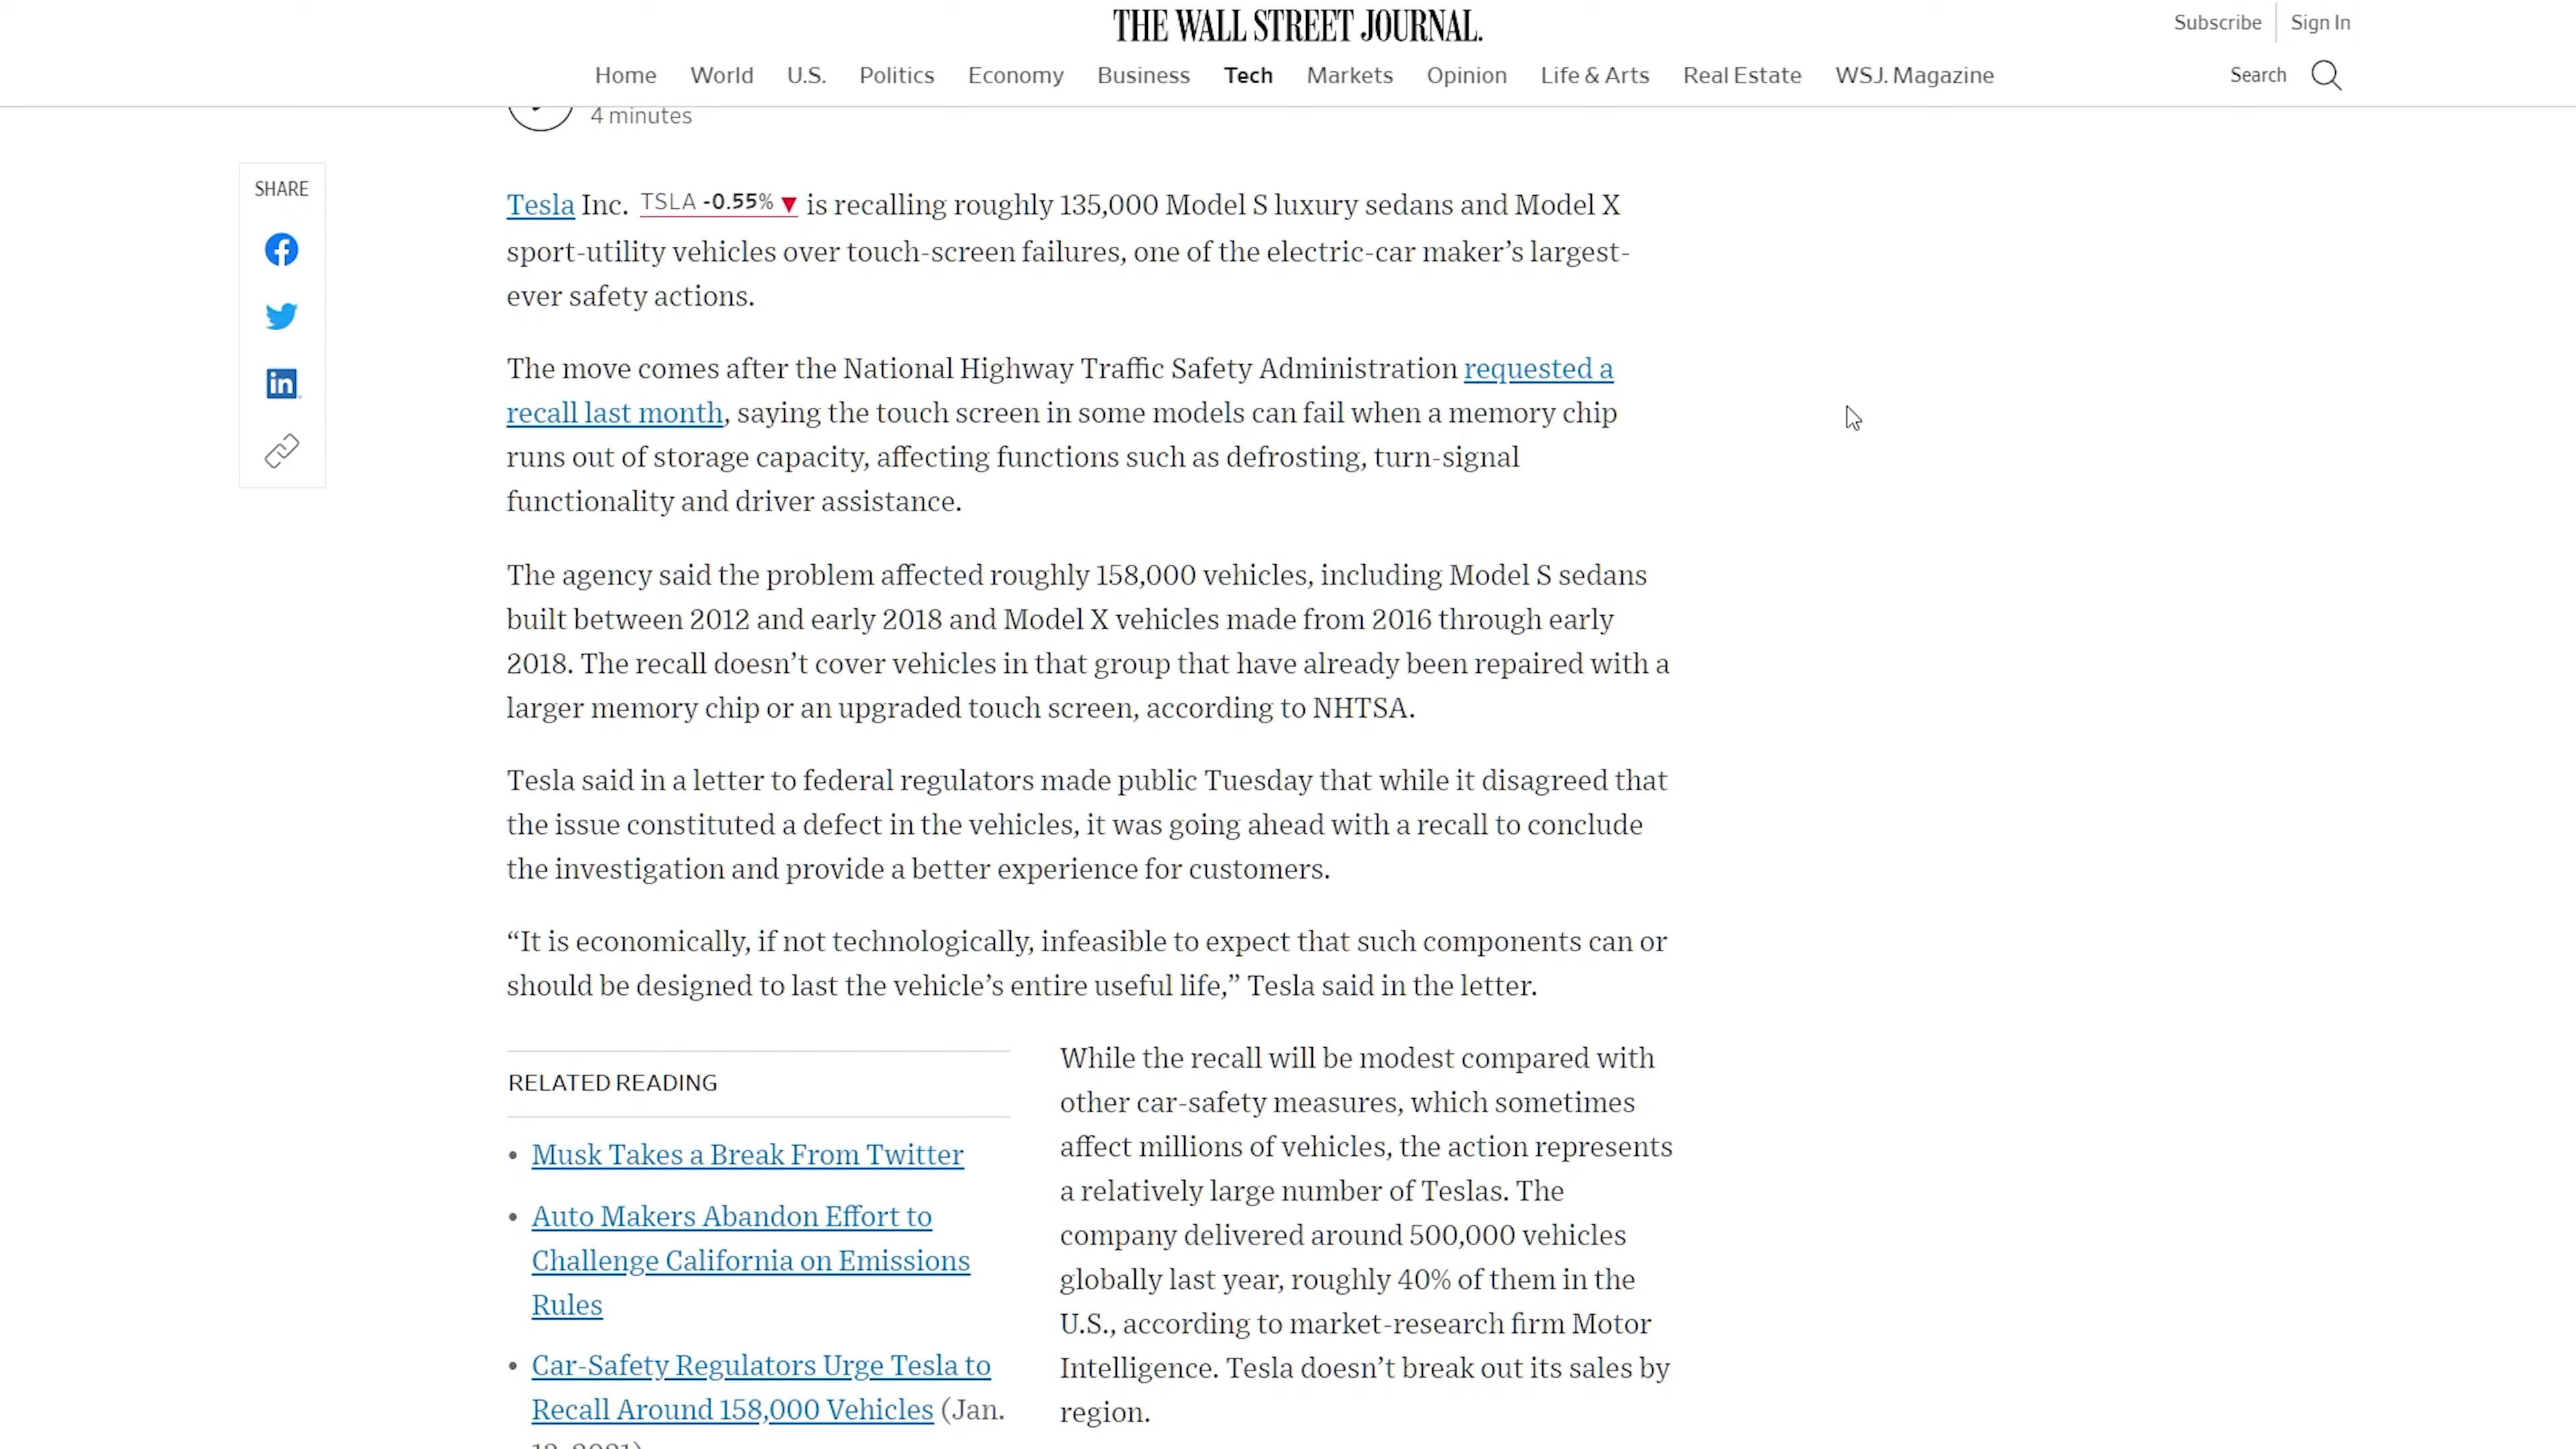 THE WALL STREET JOURNAL.
Subscribe Sign In
Home World U.S. Politics Economy Business Tech Markets Opinion Life & Arts Real Estate WSJ. Magazine Search
4 minutes
SHARE
Tesla Inc. TSLA -0.55% ▼ is recalling roughly 135,000 Model S luxury sedans and Model X
sport-utility vehicles over touch-screen failures, one of the electric-car maker’s largest-
ever safety actions.
The move comes after the National Highway Traffic Safety Administration requested a
recall last month, saying the touch screen in some models can fail when a memory chip
runs out of storage capacity, affecting functions such as defrosting, turn-signal
functionality and driver assistance.
The agency said the problem affected roughly 158,000 vehicles, including Model S sedans
built between 2012 and early 2018 and Model X vehicles made from 2016 through early
2018. The recall doesn’t cover vehicles in that group that have already been repaired with a
larger memory chip or an upgraded touch screen, according to NHTSA.
Tesla said in a letter to federal regulators made public Tuesday that while it disagreed that
the issue constituted a defect in the vehicles, it was going ahead with a recall to conclude
the investigation and provide a better experience for customers.
“It is economically, if not technologically, infeasible to expect that such components can or
should be designed to last the vehicle’s entire useful life,” Tesla said in the letter.
RELATED READING
• Musk Takes a Break From Twitter
• Auto Makers Abandon Effort to
Challenge California on Emissions
Rules
• Car-Safety Regulators Urge Tesla to
Recall Around 158,000 Vehicles (Jan.
While the recall will be modest compared with
other car-safety measures, which sometimes
affect millions of vehicles, the action represents
a relatively large number of Teslas. The
company delivered around 500,000 vehicles
globally last year, roughly 40% of them in the
U.S., according to market-research firm Motor
Intelligence. Tesla doesn’t break out its sales by
region.